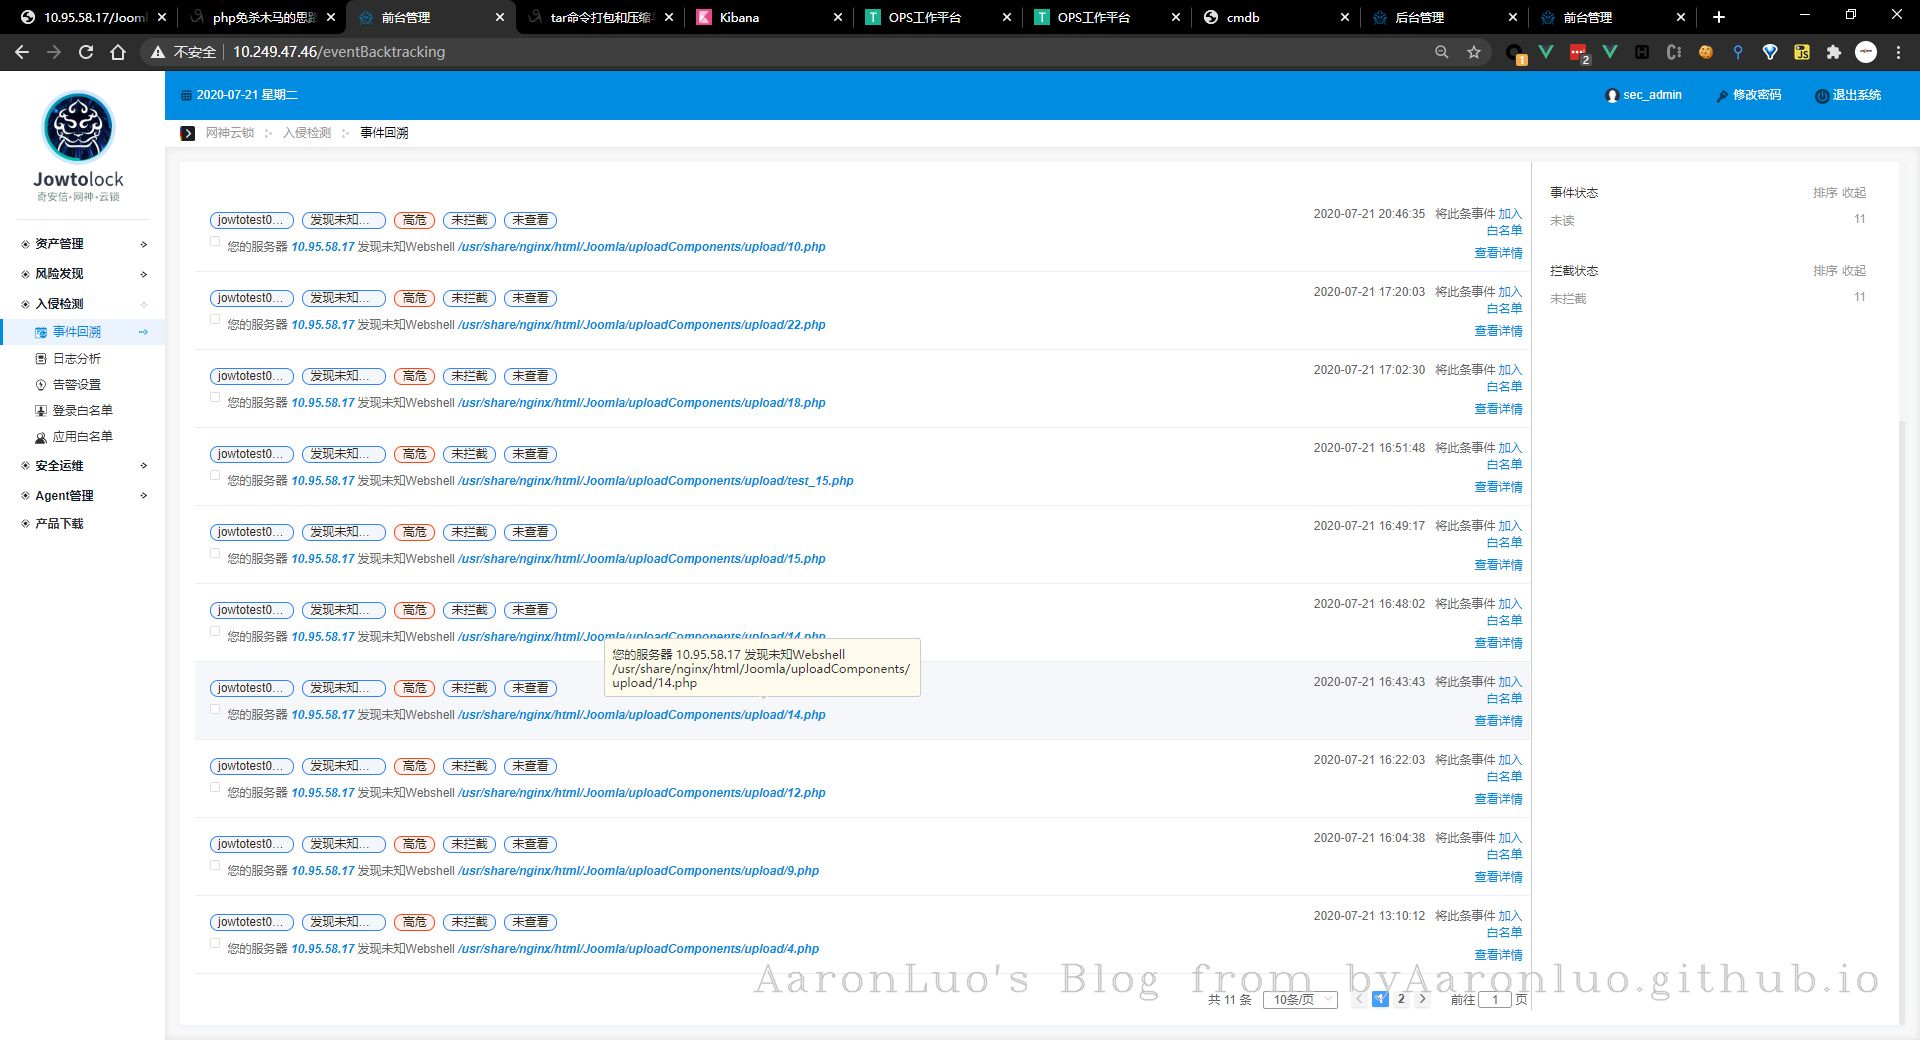 10.95.58.17/Jooml
php免杀木马的思路
前台管理
tar命令打包和压缩
Kibana
OPS工作平台
OPS工作平台
cmdb
后台管理
前台管理
不安全 10.249.47.46/eventBacktracking
1
2
2020-07-21 星期二
sec_admin
修改密码
退出系统
网神云锁 入侵检测 事件回溯
Jowtolock
奇安信·网神·云锁
资产管理
风险发现
入侵检测
事件回溯
日志分析
告警设置
登录白名单
应用白名单
安全运维
Agent管理
产品下载
jowtotest0... 发现未知... 高危 未拦截 未查看
2020-07-21 20:46:35 将此条事件 加入
白名单
您的服务器 10.95.58.17 发现未知Webshell /usr/share/nginx/html/Joomla/uploadComponents/upload/10.php
查看详情
jowtotest0... 发现未知... 高危 未拦截 未查看
2020-07-21 17:20:03 将此条事件 加入
白名单
您的服务器 10.95.58.17 发现未知Webshell /usr/share/nginx/html/Joomla/uploadComponents/upload/22.php
查看详情
jowtotest0... 发现未知... 高危 未拦截 未查看
2020-07-21 17:02:30 将此条事件 加入
白名单
您的服务器 10.95.58.17 发现未知Webshell /usr/share/nginx/html/Joomla/uploadComponents/upload/18.php
查看详情
jowtotest0... 发现未知... 高危 未拦截 未查看
2020-07-21 16:51:48 将此条事件 加入
白名单
您的服务器 10.95.58.17 发现未知Webshell /usr/share/nginx/html/Joomla/uploadComponents/upload/test_15.php
查看详情
jowtotest0... 发现未知... 高危 未拦截 未查看
2020-07-21 16:49:17 将此条事件 加入
白名单
您的服务器 10.95.58.17 发现未知Webshell /usr/share/nginx/html/Joomla/uploadComponents/upload/15.php
查看详情
jowtotest0... 发现未知... 高危 未拦截 未查看
2020-07-21 16:48:02 将此条事件 加入
白名单
您的服务器 10.95.58.17 发现未知Webshell /usr/share/nginx/html/Joomla/uploadComponents/upload/14.php
查看详情
您的服务器 10.95.58.17 发现未知Webshell
/usr/share/nginx/html/Joomla/uploadComponents/
upload/14.php
jowtotest0... 发现未知... 高危 未拦截 未查看
2020-07-21 16:43:43 将此条事件 加入
白名单
您的服务器 10.95.58.17 发现未知Webshell /usr/share/nginx/html/Joomla/uploadComponents/upload/14.php
查看详情
jowtotest0... 发现未知... 高危 未拦截 未查看
2020-07-21 16:22:03 将此条事件 加入
白名单
您的服务器 10.95.58.17 发现未知Webshell /usr/share/nginx/html/Joomla/uploadComponents/upload/12.php
查看详情
jowtotest0... 发现未知... 高危 未拦截 未查看
2020-07-21 16:04:38 将此条事件 加入
白名单
您的服务器 10.95.58.17 发现未知Webshell /usr/share/nginx/html/Joomla/uploadComponents/upload/9.php
查看详情
jowtotest0... 发现未知... 高危 未拦截 未查看
2020-07-21 13:10:12 将此条事件 加入
白名单
您的服务器 10.95.58.17 发现未知Webshell /usr/share/nginx/html/Joomla/uploadComponents/upload/4.php
查看详情
共 11 条 10条/页 1 2 前往 1 页
事件状态 排序 收起
未读 11
拦截状态 排序 收起
未拦截 11
AaronLuo's Blog from byAaronluo.github.io